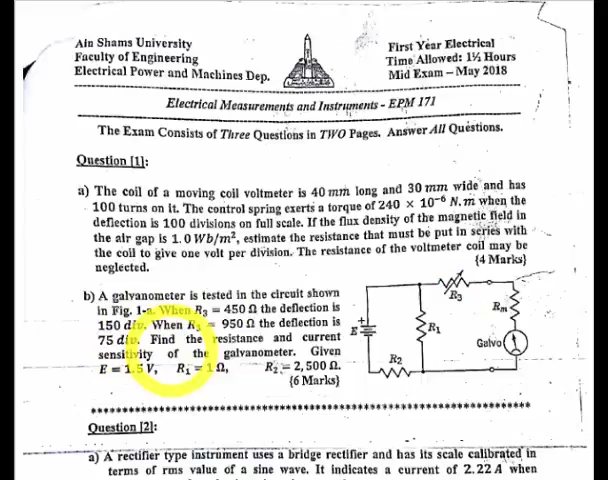 Ain Shams University
Faculty of Engineering
Electrical Power and Machines Dep.
First Year Electrical
Time Allowed: 1½ Hours
Mid Exam – May 2018
Electrical Measurements and Instruments - EPM 171
The Exam Consists of Three Questions in TWO Pages. Answer All Questions.
Question [1]:
a) The coil of a moving coil voltmeter is 40 mm long and 30 mm wide and has
100 turns on it. The control spring exerts a torque of 240 × 10⁻⁶ N.m when the
deflection is 100 divisions on full scale. If the flux density of the magnetic field in
the air gap is 1.0 Wb/m², estimate the resistance that must be put in series with
the coil to give one volt per division. The resistance of the voltmeter coil may be
neglected.
{4 Marks}
b) A galvanometer is tested in the circuit shown
in Fig. 1-a. When R₃ = 450 Ω the deflection is
150 div. When R₃ = 950 Ω the deflection is
75 div. Find the resistance and current
sensitivity of the galvanometer. Given
E = 1.5 V, R₁ = 1 Ω, R₂ = 2,500 Ω.
{6 Marks}
R₃
Rm
E
R₁
Galvo
R₂
Question [2]:
a) A rectifier type instrument uses a bridge rectifier and has its scale calibrated in
terms of rms value of a sine wave. It indicates a current of 2.22 A when